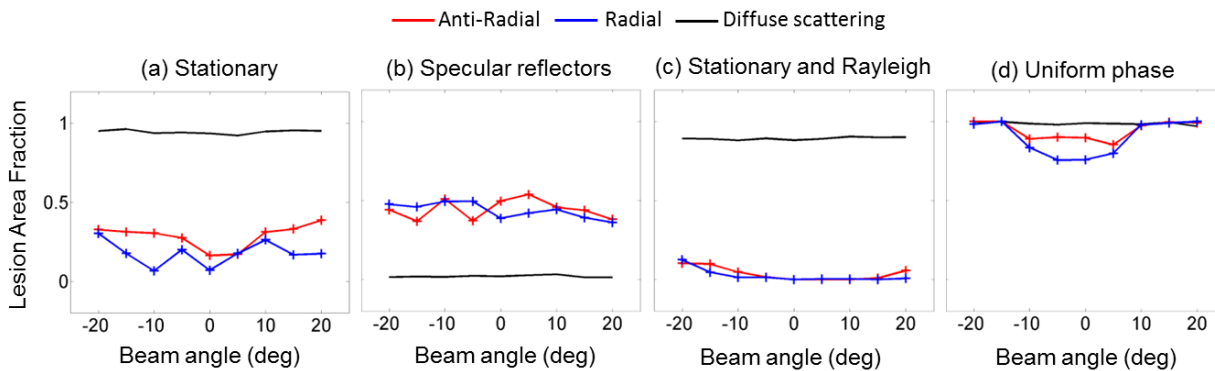 Anti-Radial Radial Diffuse scattering
(a) Stationary (b) Specular reflectors (c) Stationary and Rayleigh (d) Uniform phase
Lesion Area Fraction
1
0.5
0
-20 -10 0 10 20 -20 -10 0 10 20 -20 -10 0 10 20 -20 -10 0 10 20
Beam angle (deg) Beam angle (deg) Beam angle (deg) Beam angle (deg)